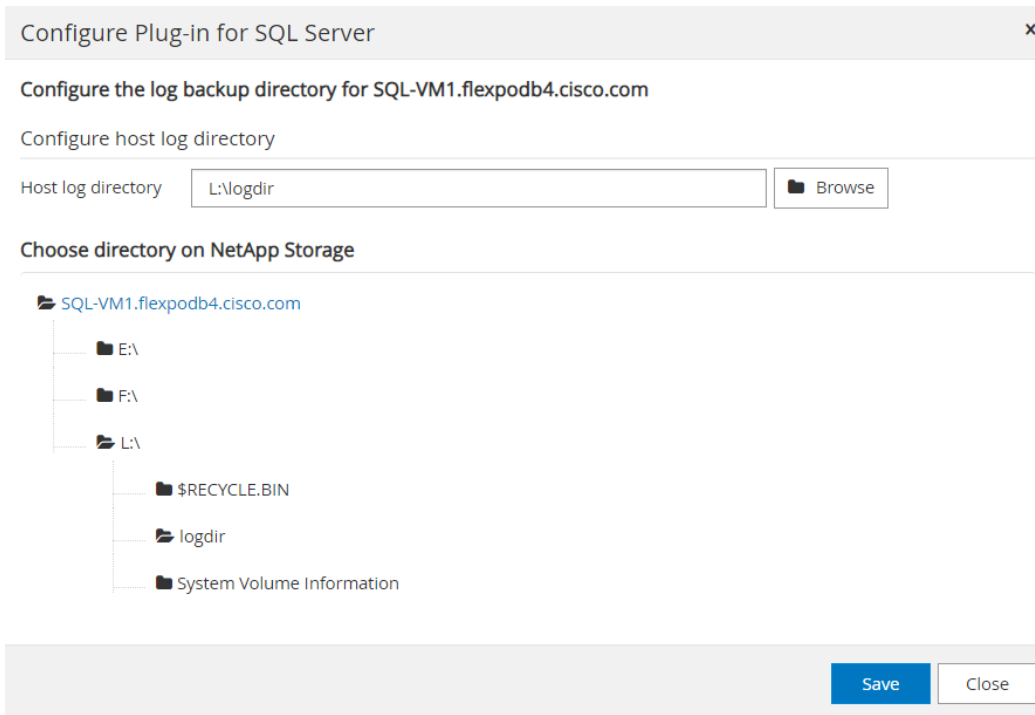 Configure Plug-in for SQL Server x
Configure the log backup directory for SQL-VM1.flexpodb4.cisco.com
Configure host log directory
Host log directory L:\logdir Browse
Choose directory on NetApp Storage
SQL-VM1.flexpodb4.cisco.com
E:\
F:\
L:\
$RECYCLE.BIN
logdir
System Volume Information
Save Close